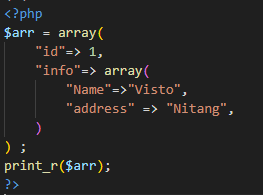 <?php
$arr = array(
    "id"=> 1,
    "info"=> array(
        "Name"=>"Visto",
        "address" => "Nitang",
    )
) ;
print_r($arr);
?>